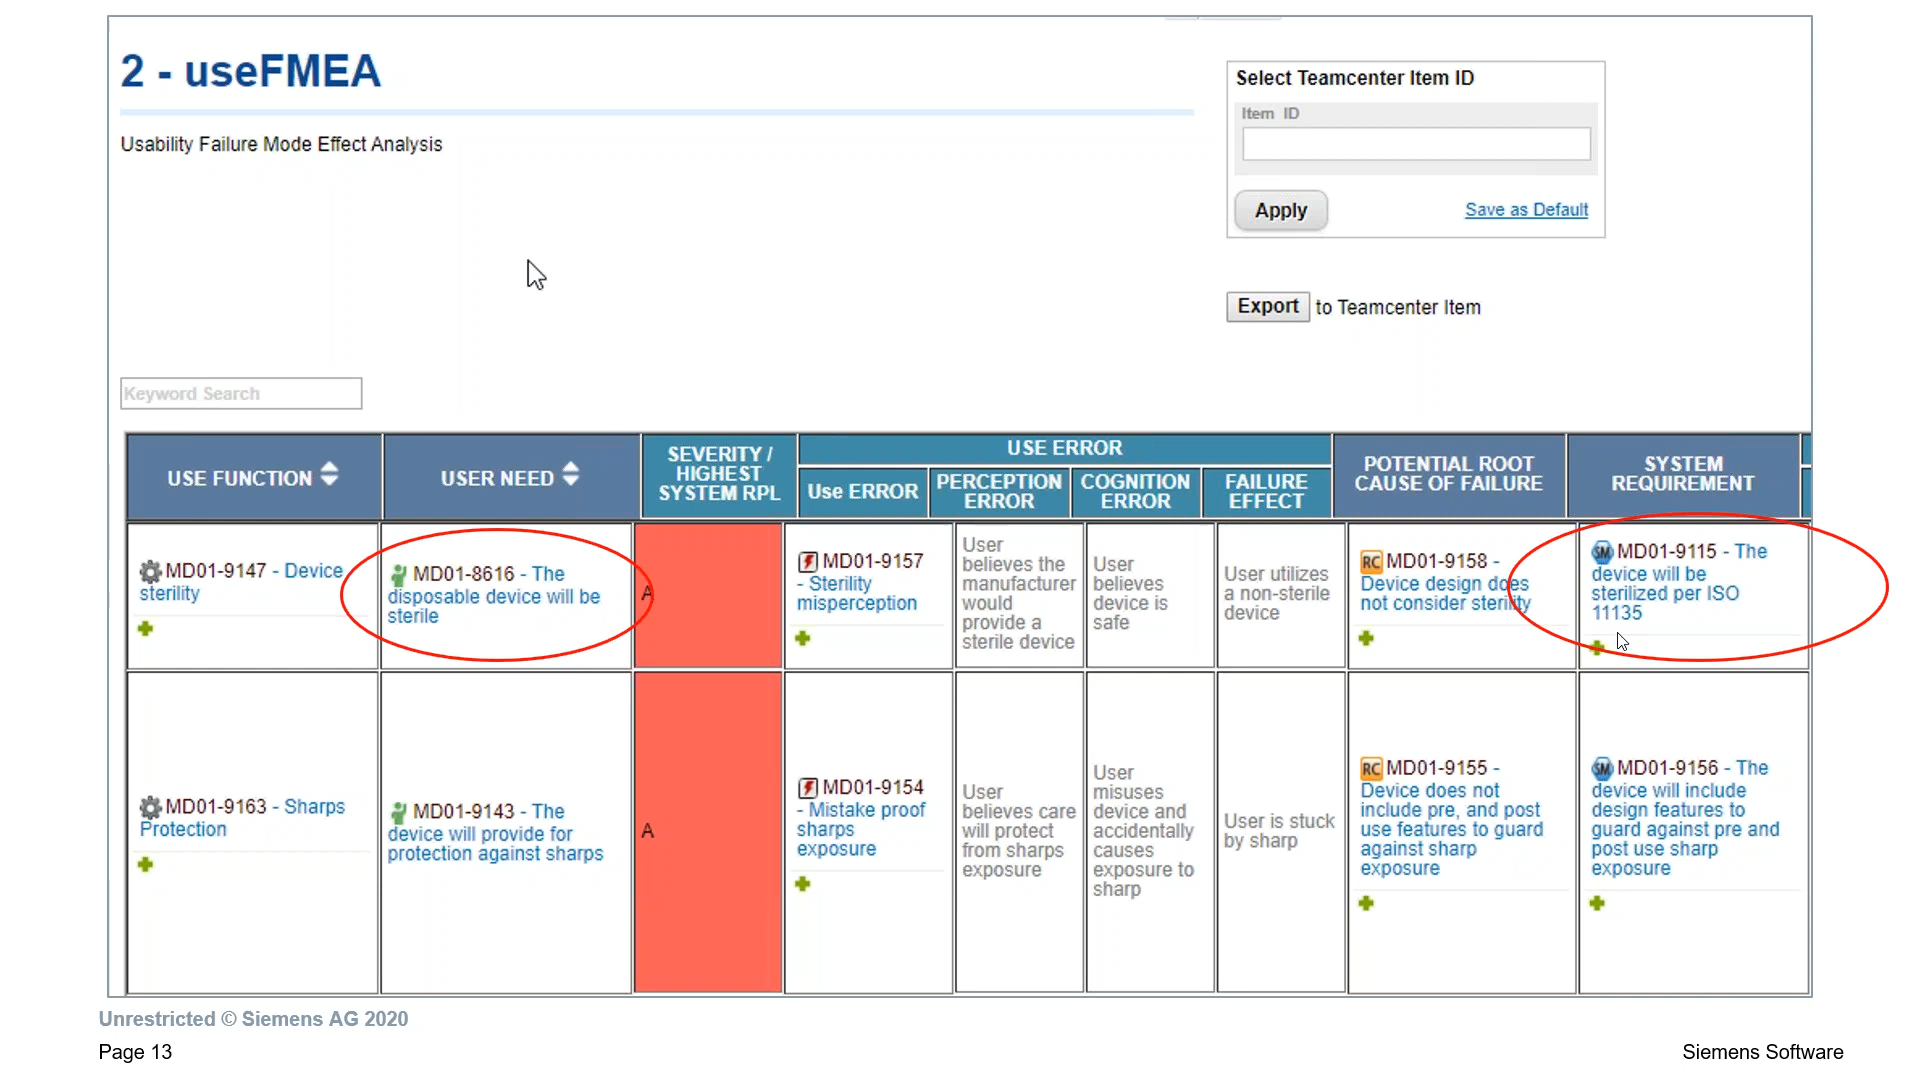 2 - useFMEA
Usability Failure Mode Effect Analysis
Select Teamcenter Item ID
Item ID
Apply
Save as Default
Export to Teamcenter Item
Keyword Search
USE FUNCTION
USER NEED
SEVERITY /
HIGHEST
SYSTEM RPL
USE ERROR
Use ERROR
PERCEPTION
ERROR
COGNITION
ERROR
FAILURE
EFFECT
POTENTIAL ROOT
CAUSE OF FAILURE
SYSTEM
REQUIREMENT
MD01-9147 - Device
sterility
MD01-8616 - The
disposable device will be
sterile
A
MD01-9157
- Sterility
misperception
User
believes the
manufacturer
would
provide a
sterile device
User
believes
device is
safe
User utilizes
a non-sterile
device
RC MD01-9158 -
Device design does
not consider sterility
SM MD01-9115 - The
device will be
sterilized per ISO
11135
MD01-9163 - Sharps
Protection
MD01-9143 - The
device will provide for
protection against sharps
A
MD01-9154
- Mistake proof
sharps
exposure
User
believes care
will protect
from sharps
exposure
User
misuses
device and
accidentally
causes
exposure to
sharp
User is stuck
by sharp
RC MD01-9155 -
Device does not
include pre, and post
use features to guard
against sharp
exposure
SM MD01-9156 - The
device will include
design features to
guard against pre and
post use sharp
exposure
Unrestricted © Siemens AG 2020
Page 13
Siemens Software